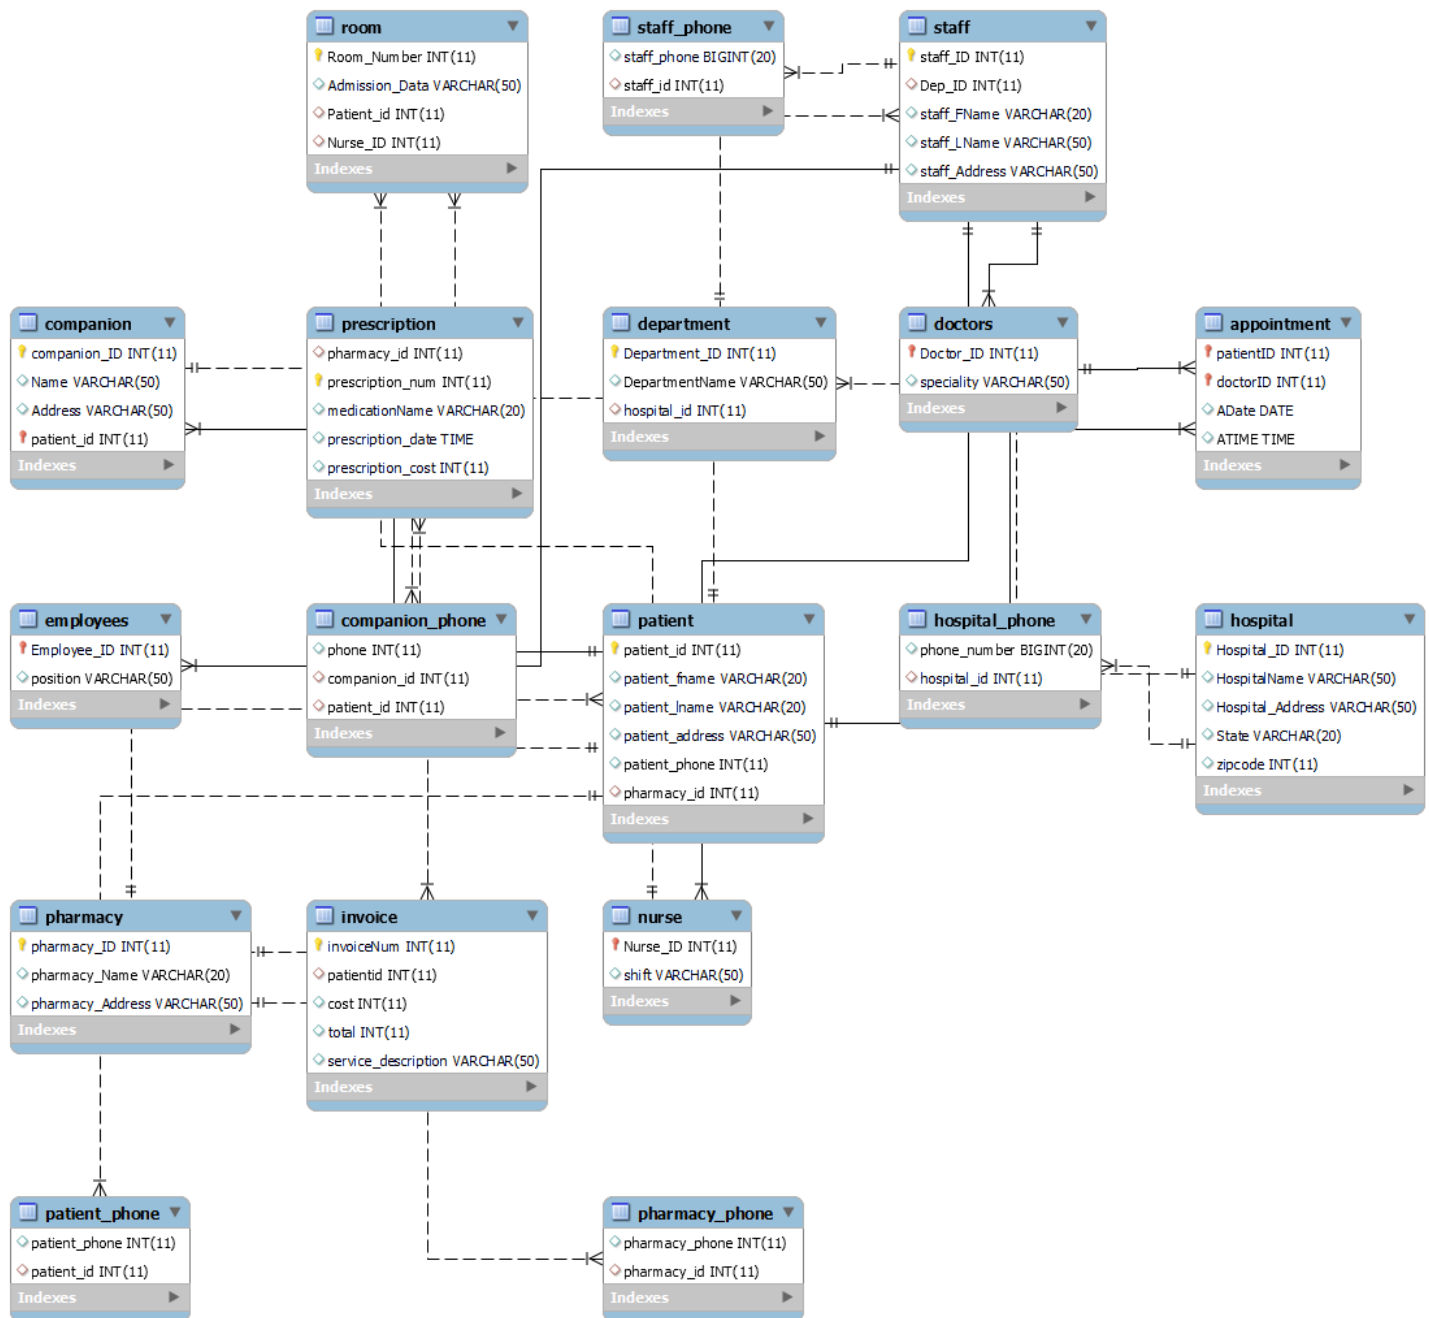 room
Room_Number INT(11)
Admission_Data VARCHAR(50)
Patient_id INT(11)
Nurse_ID INT(11)
Indexes
staff_phone
staff_phone BIGINT(20)
staff_id INT(11)
Indexes
staff
staff_ID INT(11)
Dep_ID INT(11)
staff_FName VARCHAR(20)
staff_LName VARCHAR(50)
staff_Address VARCHAR(50)
Indexes
companion
companion_ID INT(11)
Name VARCHAR(50)
Address VARCHAR(50)
patient_id INT(11)
Indexes
prescription
pharmacy_id INT(11)
prescription_num INT(11)
medicationName VARCHAR(20)
prescription_date TIME
prescription_cost INT(11)
Indexes
department
Department_ID INT(11)
DepartmentName VARCHAR(50)
hospital_id INT(11)
Indexes
doctors
Doctor_ID INT(11)
speciality VARCHAR(50)
Indexes
appointment
patientID INT(11)
doctorID INT(11)
ADate DATE
ATIME TIME
Indexes
employees
Employee_ID INT(11)
position VARCHAR(50)
Indexes
companion_phone
phone INT(11)
companion_id INT(11)
patient_id INT(11)
Indexes
patient
patient_id INT(11)
patient_fname VARCHAR(20)
patient_lname VARCHAR(20)
patient_address VARCHAR(50)
patient_phone INT(11)
pharmacy_id INT(11)
Indexes
hospital_phone
phone_number BIGINT(20)
hospital_id INT(11)
Indexes
hospital
Hospital_ID INT(11)
HospitalName VARCHAR(50)
Hospital_Address VARCHAR(50)
State VARCHAR(20)
zipcode INT(11)
Indexes
pharmacy
pharmacy_ID INT(11)
pharmacy_Name VARCHAR(20)
pharmacy_Address VARCHAR(50)
Indexes
invoice
invoiceNum INT(11)
patientid INT(11)
cost INT(11)
total INT(11)
service_description VARCHAR(50)
Indexes
nurse
Nurse_ID INT(11)
shift VARCHAR(50)
Indexes
patient_phone
patient_phone INT(11)
patient_id INT(11)
Indexes
pharmacy_phone
pharmacy_phone INT(11)
pharmacy_id INT(11)
Indexes